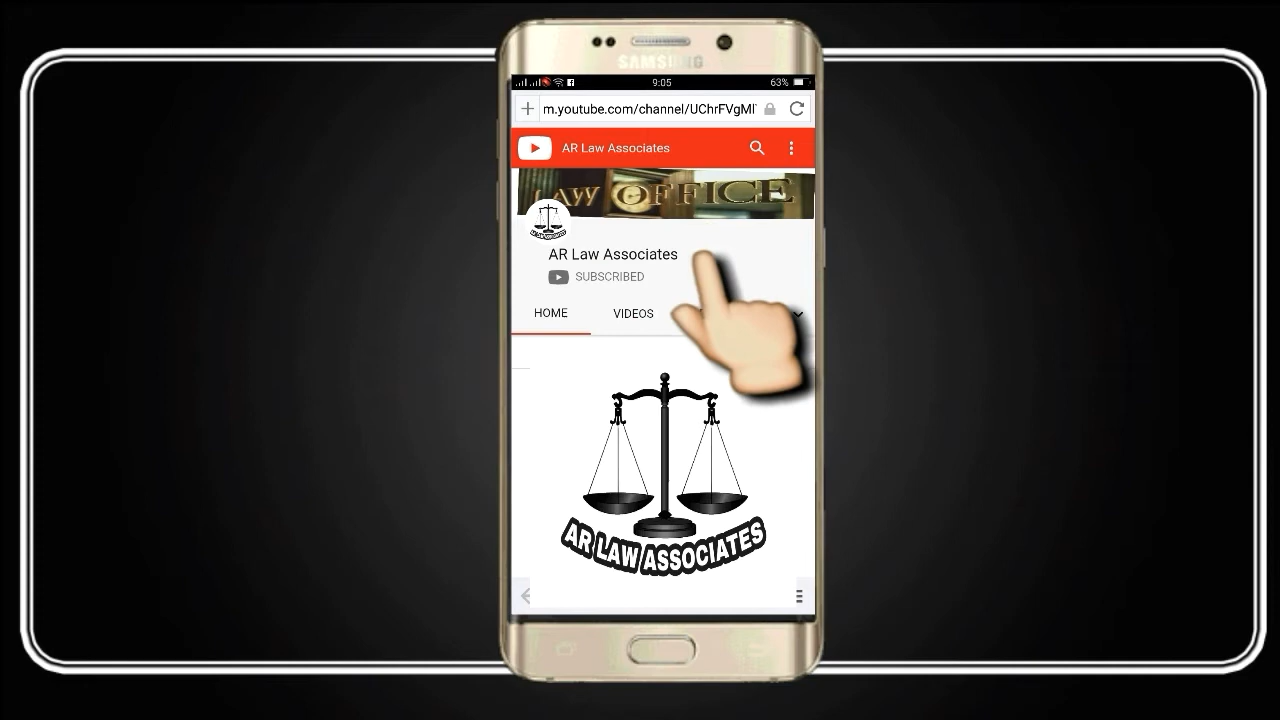 SAMSUNG
9:05
63%
m.youtube.com/channel/UChrFVgMI
AR Law Associates
LAW OFFICE
AR Law Associates
SUBSCRIBED
HOME
VIDEOS
AR LAW ASSOCIATES